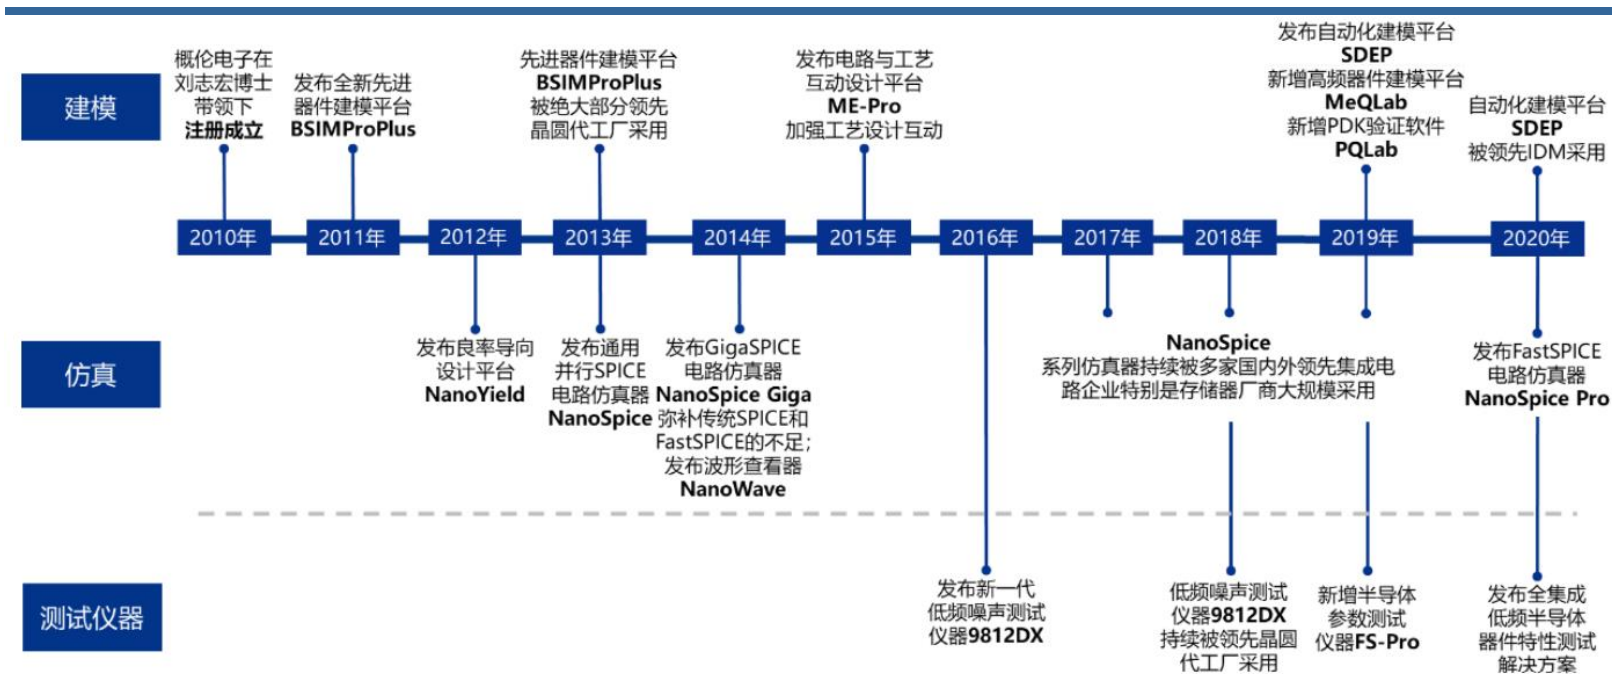 建模
概伦电子在
刘志宏博士
带领下
注册成立
发布全新先进
器件建模平台
BSIMProPlus
先进器件建模平台
BSIMProPlus
被绝大部分领先
晶圆代工厂采用
发布电路与工艺
互动设计平台
ME-Pro
加强工艺设计互动
发布自动化建模平台
SDEP
新增高频器件建模平台
MeQLab
新增PDK验证软件
PQLab
自动化建模平台
SDEP
被领先IDM采用
2010年
2011年
2012年
2013年
2014年
2015年
2016年
2017年
2018年
2019年
2020年
仿真
发布良率导向
设计平台
NanoYield
发布通用
并行SPICE
电路仿真器
NanoSpice
发布GigaSPICE
电路仿真器
NanoSpice Giga
弥补传统SPICE和
FastSPICE的不足；
发布波形查看器
NanoWave
NanoSpice
系列仿真器持续被多家国内外领先集成电
路企业特别是存储器厂商大规模采用
发布FastSPICE
电路仿真器
NanoSpice Pro
测试仪器
发布新一代
低频噪声测试
仪器9812DX
低频噪声测试
仪器9812DX
持续被领先晶圆
代工厂采用
新增半导体
参数测试
仪器FS-Pro
发布全集成
低频半导体
器件特性测试
解决方案